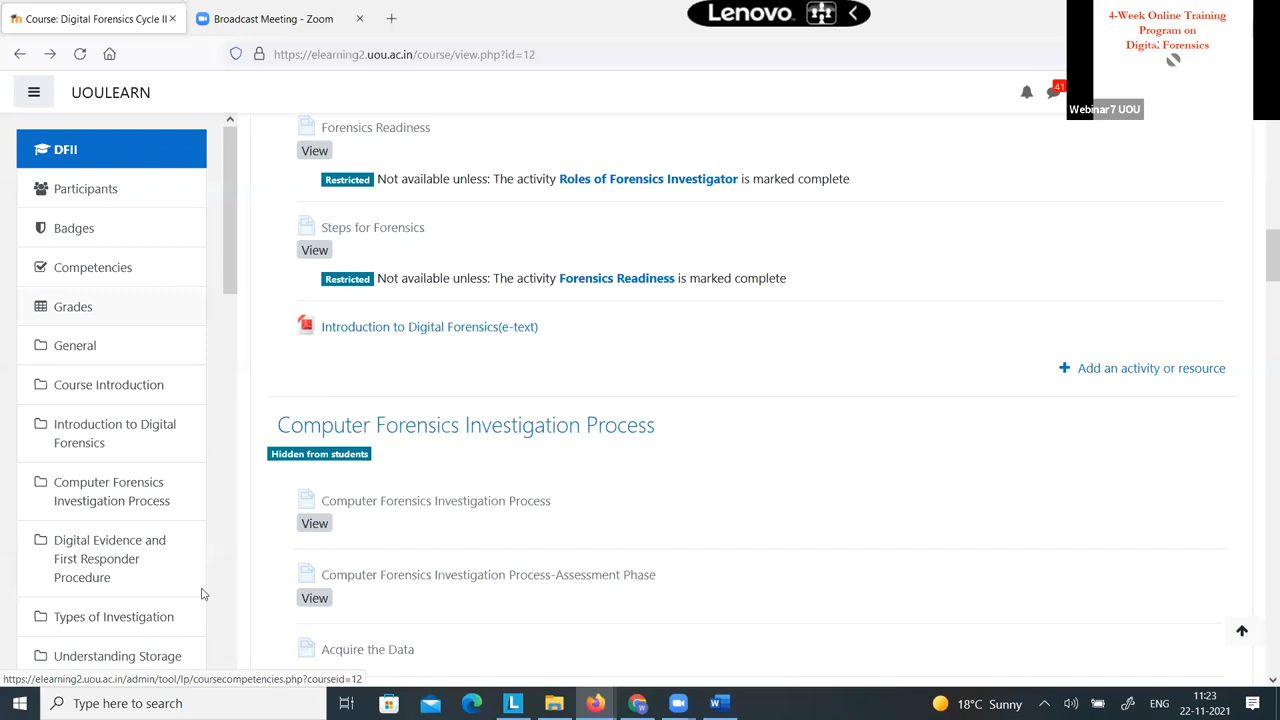 Course: Digital Forensics Cycle II
Broadcast Meeting - Zoom
Lenovo
4-Week Online Training
Program on
Digital Forensics
Webinar7 UOU
https://elearning2.uou.ac.in/course/view.php?id=12
UOULEARN
41
DFII
Participants
Badges
Competencies
Grades
General
Course Introduction
Introduction to Digital
Forensics
Computer Forensics
Investigation Process
Digital Evidence and
First Responder
Procedure
Types of Investigation
Understanding Storage
Forensics Readiness
View
Restricted Not available unless: The activity Roles of Forensics Investigator is marked complete
Steps for Forensics
View
Restricted Not available unless: The activity Forensics Readiness is marked complete
Introduction to Digital Forensics(e-text)
Add an activity or resource
Computer Forensics Investigation Process
Hidden from students
Computer Forensics Investigation Process
View
Computer Forensics Investigation Process-Assessment Phase
View
Acquire the Data
https://elearning2.uou.ac.in/admin/tool/lp/coursecompetencies.php?courseid=12
Type here to search
18°C Sunny
ENG
11:23
22-11-2021